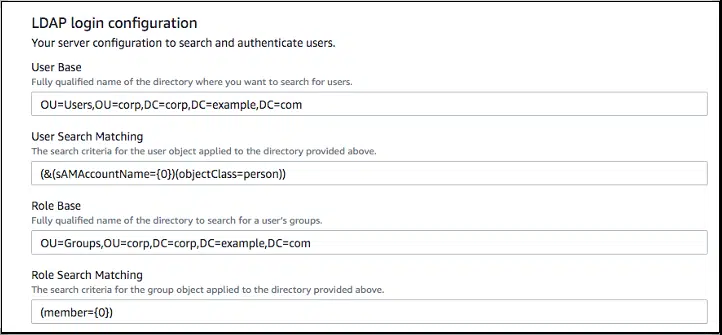 LDAP login configuration
Your server configuration to search and authenticate users.
User Base
Fully qualified name of the directory where you want to search for users.
OU=Users,OU=corp,DC=corp,DC=example,DC=com
User Search Matching
The search criteria for the user object applied to the directory provided above.
(&(sAMAccountName={0})(objectClass=person))
Role Base
Fully qualified name of the directory to search for a user's groups.
OU=Groups,OU=corp,DC=corp,DC=example,DC=com
Role Search Matching
The search criteria for the group object applied to the directory provided above.
(member={0})